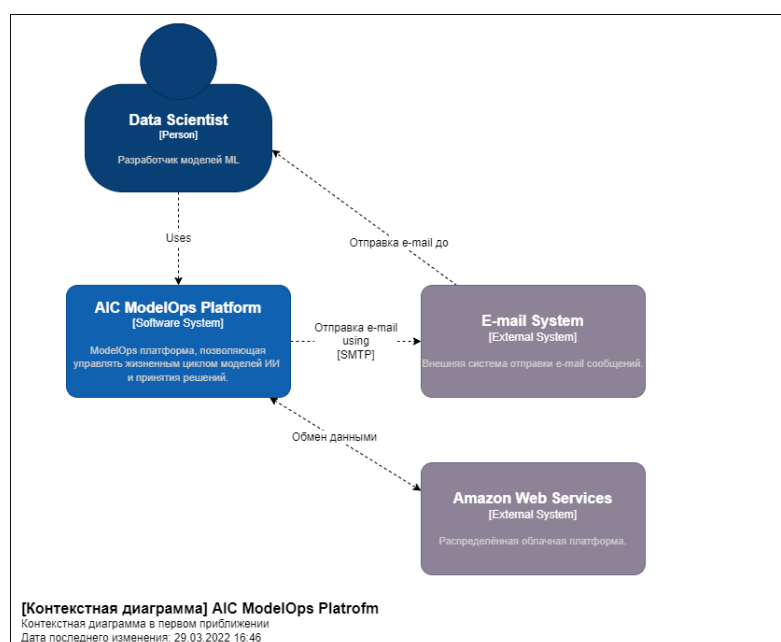 Data Scientist
[Person]
Разработчик моделей ML
Uses
Отправка e-mail до
AIC ModelOps Platform
[Software System]
ModelOps платформа, позволяющая
управлять жизненным циклом моделей ИИ
и принятия решений.
Отправка e-mail
using
[SMTP]
E-mail System
[External System]
Внешняя система отправки e-mail сообщений.
Обмен данными
Amazon Web Services
[External System]
Распределённая облачная платформа.
[Контекстная диаграмма] AIC ModelOps Platrofm
Контекстная диаграмма в первом приближении
Дата последнего изменения: 29.03.2022 16:46